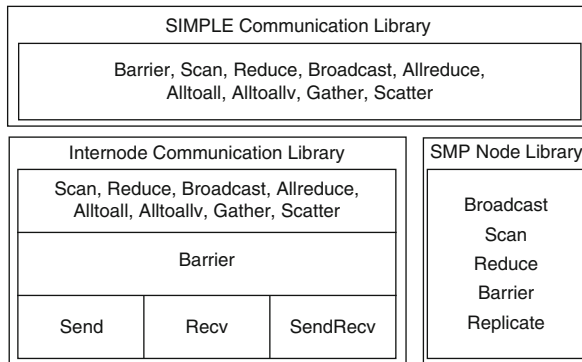 SIMPLE Communication Library
Barrier, Scan, Reduce, Broadcast, Allreduce,
Alltoall, Alltoallv, Gather, Scatter
Internode Communication Library
Scan, Reduce, Broadcast, Allreduce,
Alltoall, Alltoallv, Gather, Scatter
Barrier
Send
Recv
SendRecv
SMP Node Library
Broadcast
Scan
Reduce
Barrier
Replicate